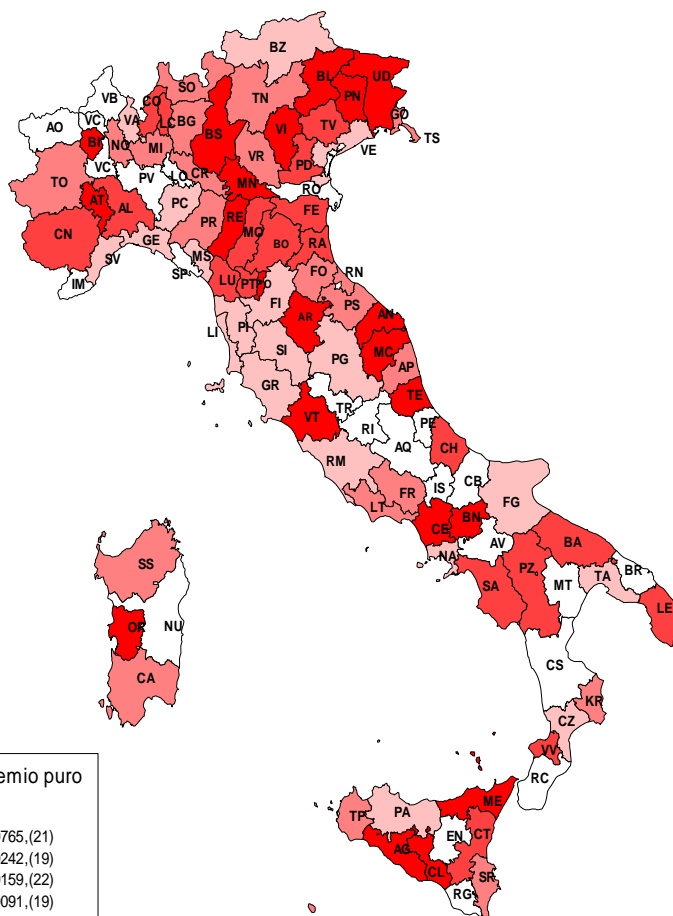 BZ
BL UD
SO
PN
VB
TN
CO
VC VA LC BG TV GO
AO
BS VI TS
BI NO MI VE
VC VR PD
LO CR
TO PV MN RO
AT PC
AL FE
PR RE MO
CN BO RA
GE MS
SV FO
SP LU PT PO RN
IM
FI PS
AR AN
LI PI
SI MC
PG AP
GR
TE
TR
VT PE
RI
AQ CH
RM
IS CB
FR FG
LT
BN
CE BA
AV
NA
SS PZ BR
SA MT TA
LE
OR NU
CS
CA
KR
CZ
VV
RC
emio puro
ME
TP PA
CT
EN
765,(21)
AG
242,(19) CL SR
159,(22)
RG
091,(19)